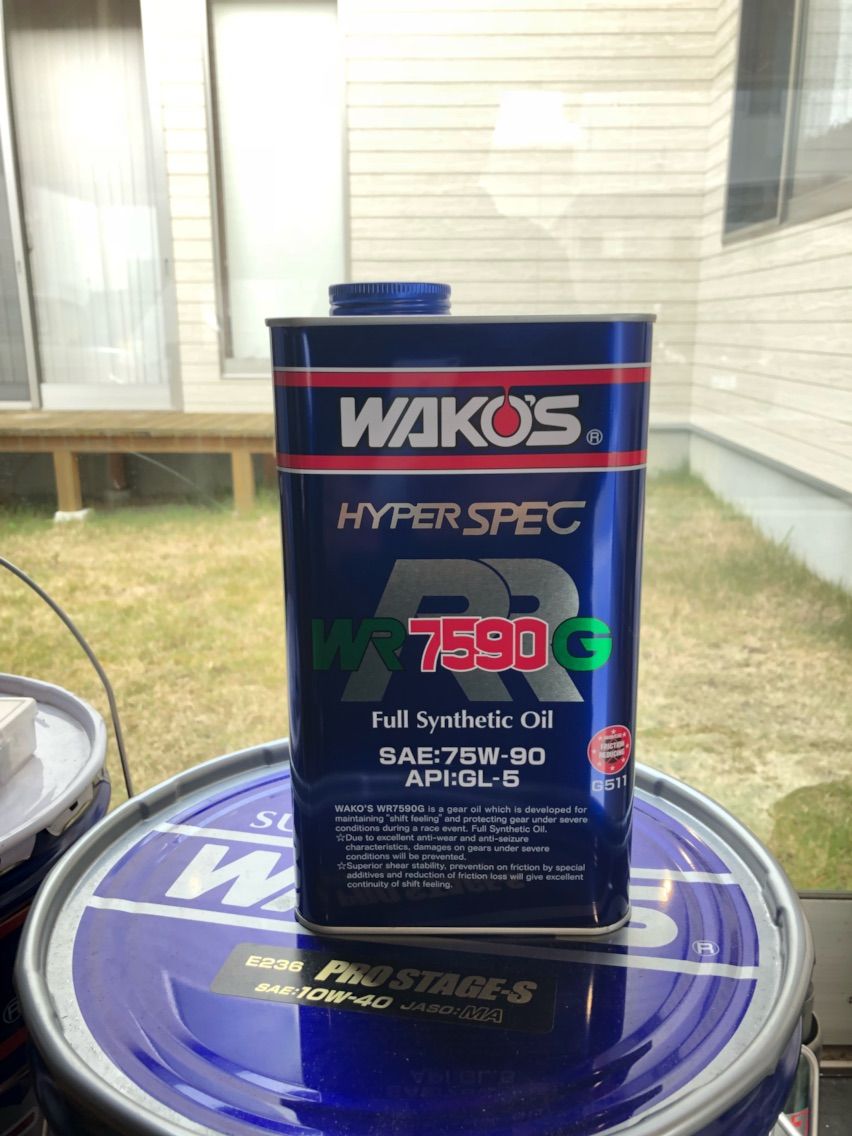 WAKO'S ®
HYPER SPEC
RR
WR7590G
Full Synthetic Oil
SAE:75W-90
API:GL-5
FRICTION
REDUCING
G511
WAKO'S WR7590G is a gear oil which is developed for
maintaining "shift feeling" and protecting gear under severe
conditions during a race event. Full Synthetic Oil.
☆Due to excellent anti-wear and anti-seizure
characteristics, damages on gears under severe
conditions will be prevented.
☆Superior shear stability, prevention on friction by special
additives and reduction of friction loss will give excellent
continuity of shift feeling.
E236 PRO STAGE-S
SAE:10W-40 JASO:MA
®